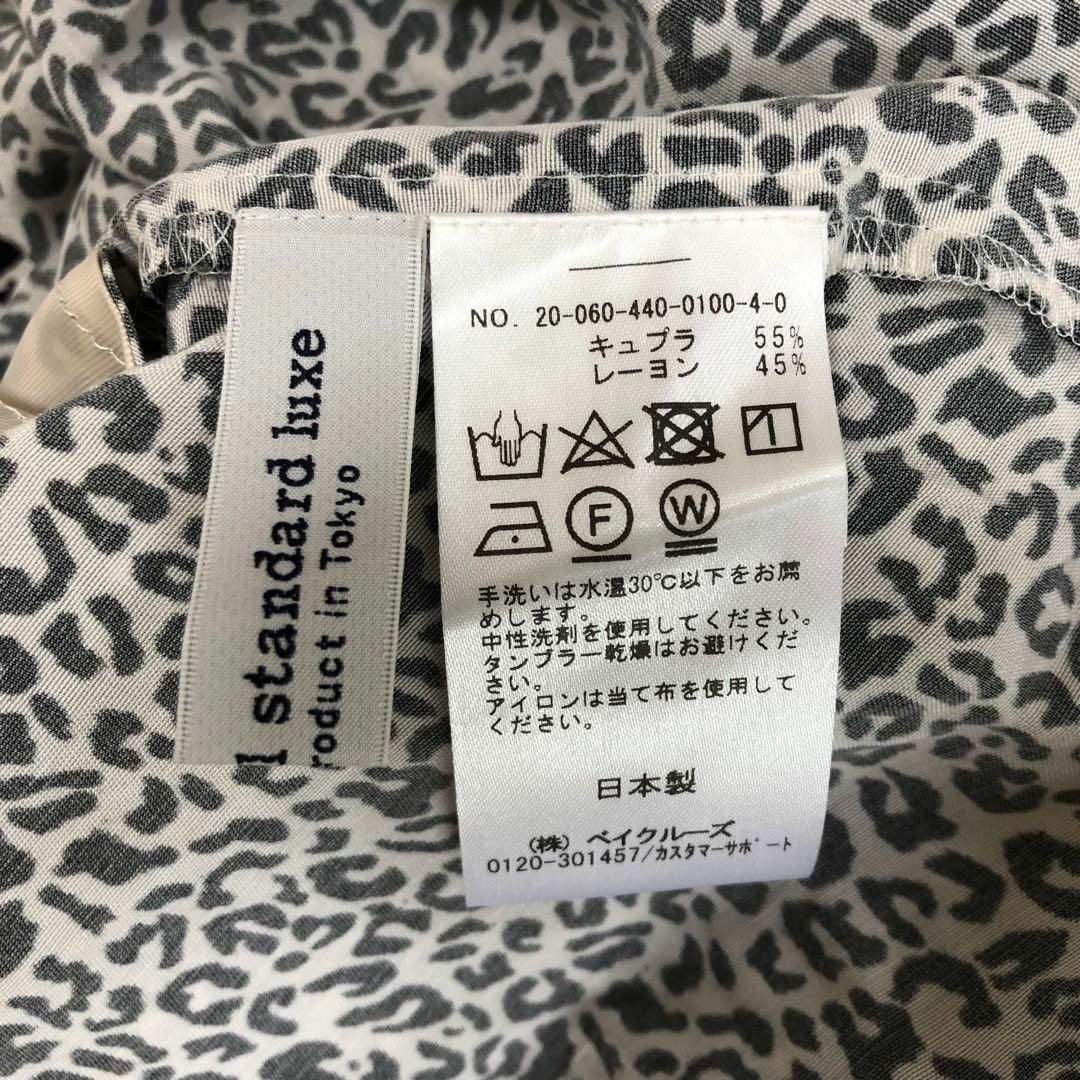 l standard luxe
roduct in Tokyo
NO. 20-060-440-0100-4-0
キュプラ 55%
レーヨン 45%
F W
手洗いは水温30℃以下をお薦
めします。
中性洗剤を使用してください。
タンブラー乾燥はお避けくだ
さい。
アイロンは当て布を使用して
ください。
日本製
(株) ベイクルーズ
0120-301457/カスタマーサポート